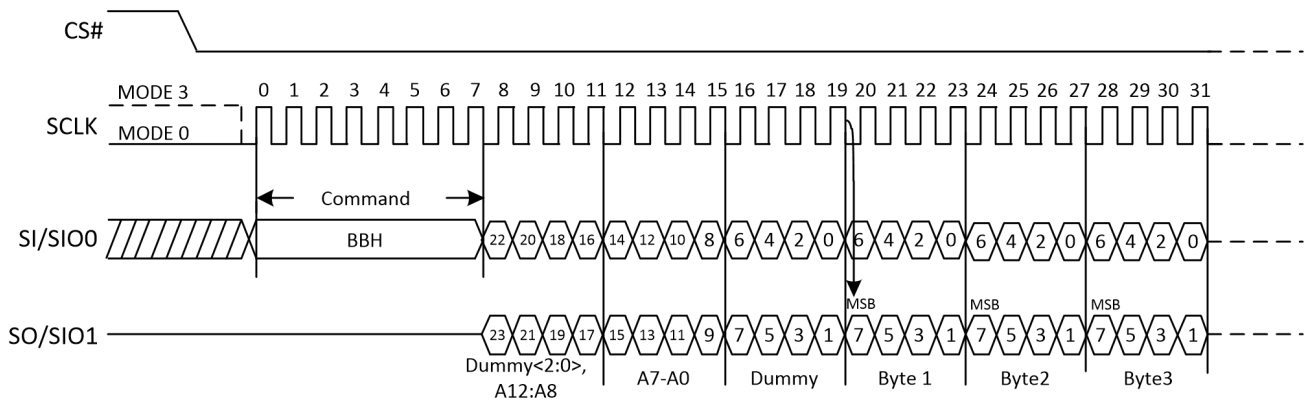 CS#
MODE 3
0 1 2 3 4 5 6 7 8 9 10 11 12 13 14 15 16 17 18 19 20 21 22 23 24 25 26 27 28 29 30 31
SCLK
MODE 0
Command
SI/SIO0
BBH
22 20 18 16 14 12 10 8 6 4 2 0 6 4 2 0 6 4 2 0 6 4 2 0
MSB MSB MSB
SO/SIO1
23 21 19 17 15 13 11 9 7 5 3 1 7 5 3 1 7 5 3 1 7 5 3 1
Dummy<2:0>,
A12:A8
A7-A0 Dummy Byte 1 Byte2 Byte3